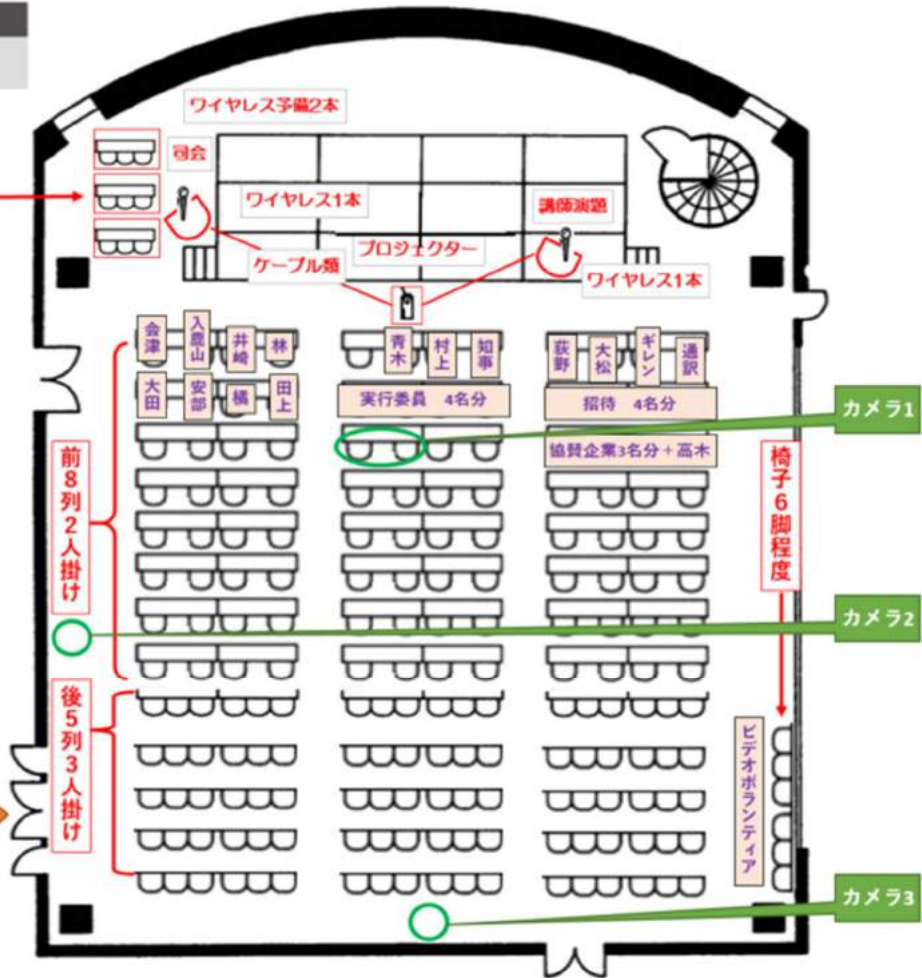 ワイヤレス予備2本
司会
ワイヤレス1本
講師演題
プロジェクター
ケーブル類
ワイヤレス1本
会津
入鹿山
井崎
林
青木
村上
知事
荻野
大松
ギレン
通訳
大田
安部
橘
田上
実行委員 4名分
招待 4名分
カメラ1
協賛企業3名分+高木
前8列2人掛け
椅子6脚程度
カメラ2
後5列3人掛け
ビデオボランティア
カメラ3